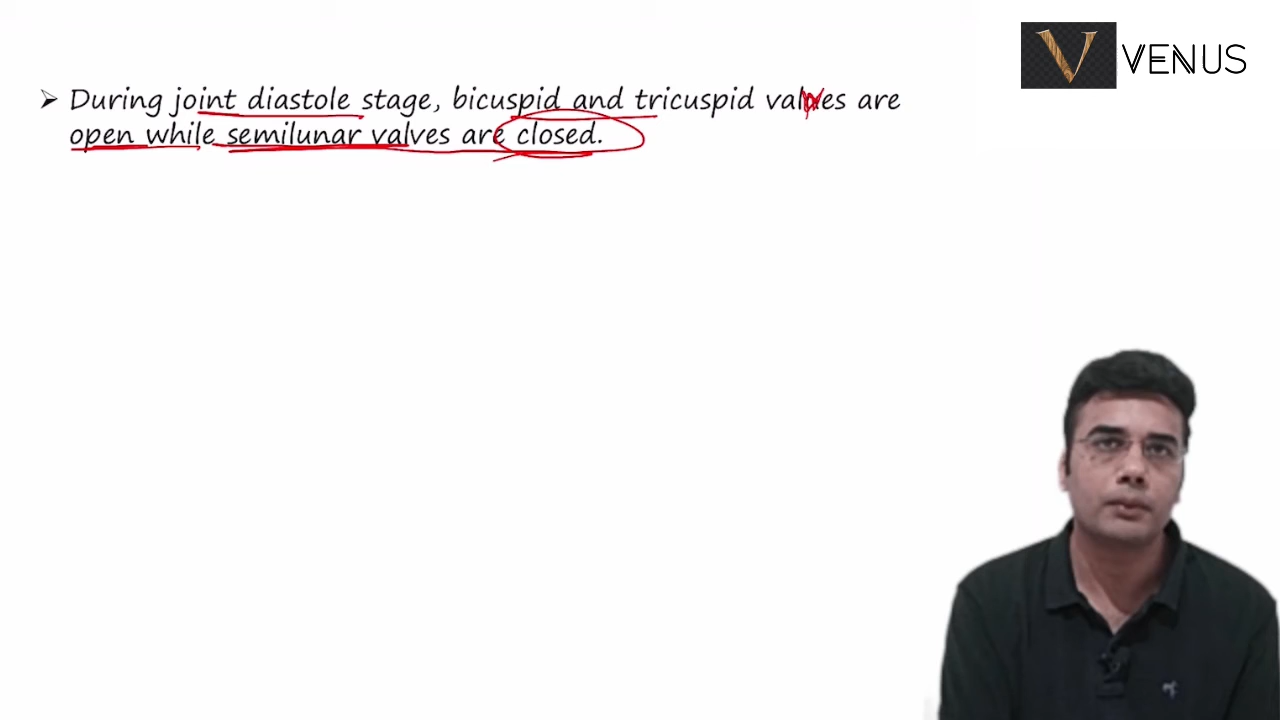 V VENUS
➢ During joint diastole stage, bicuspid and tricuspid valves are
open while semilunar valves are closed.